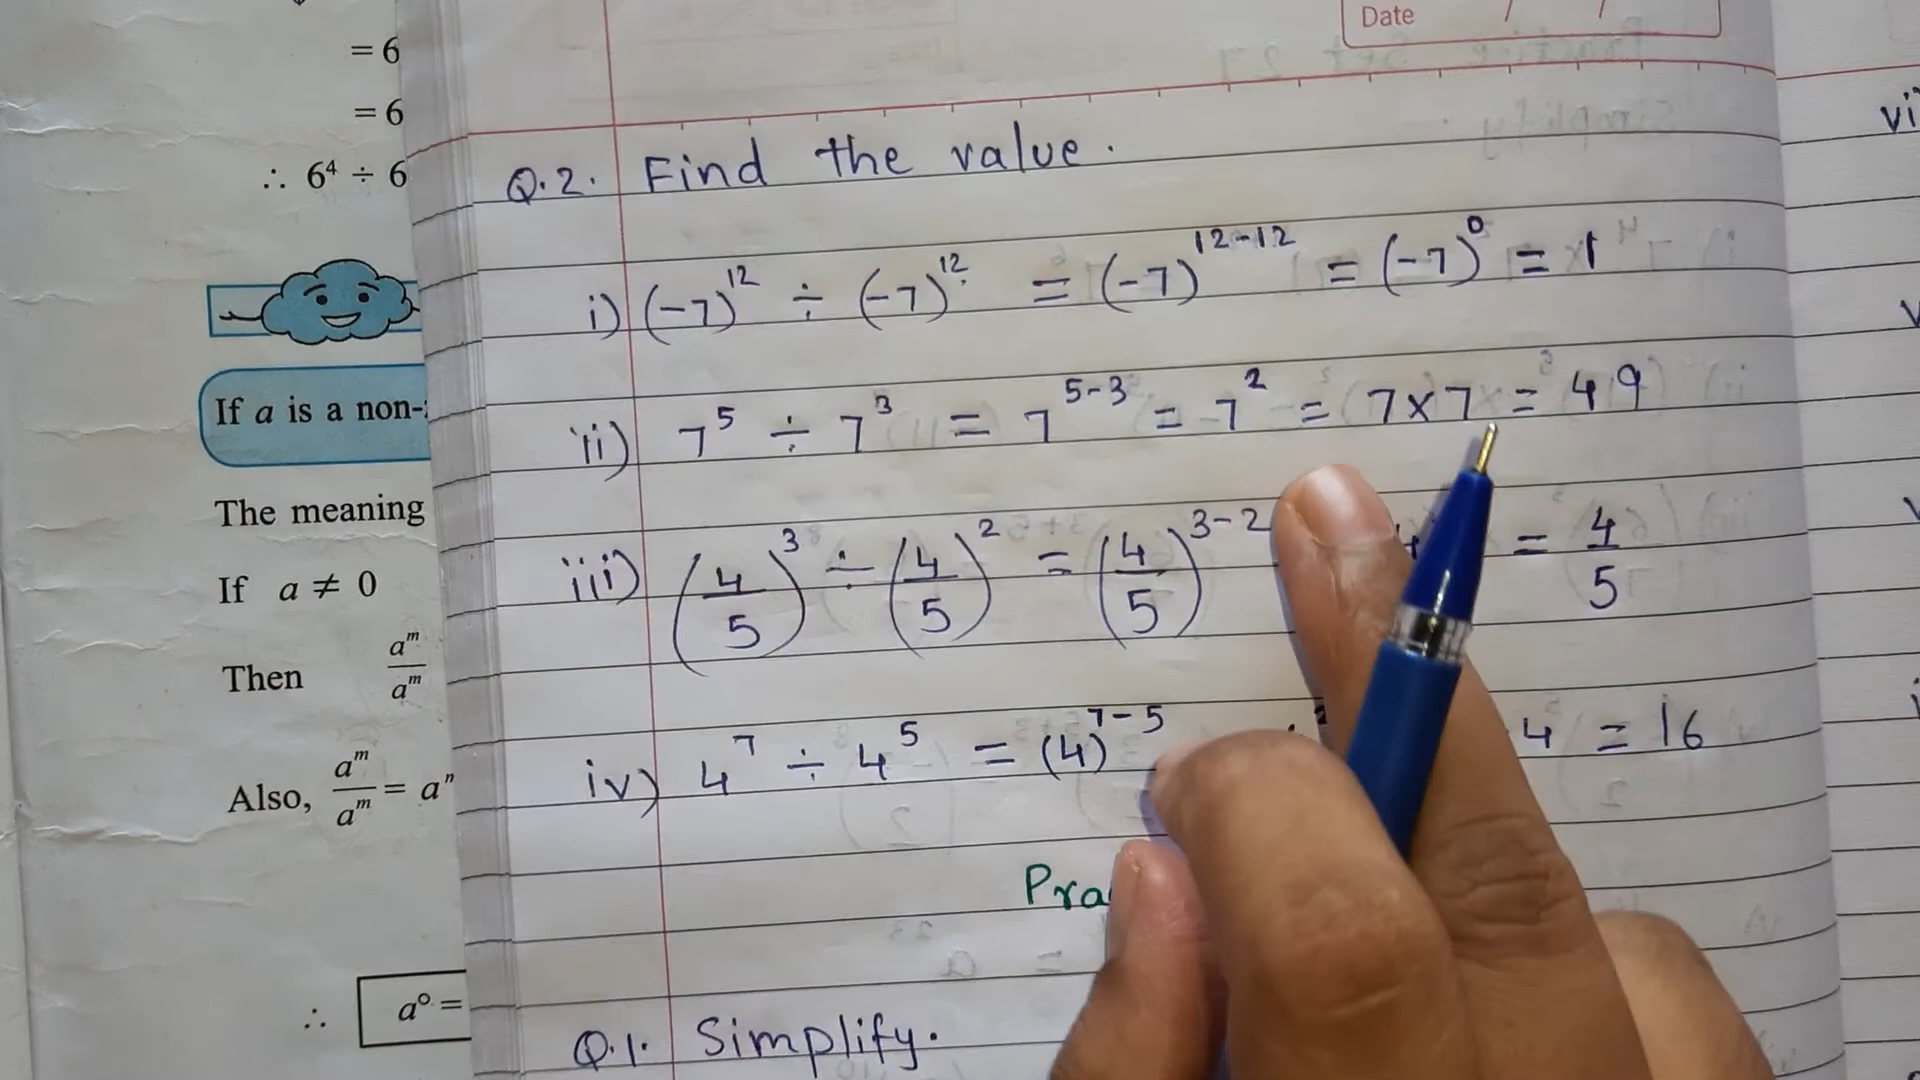 = 6
= 6
∴ 6⁴ ÷ 6
If a is a non-
The meaning
If a ≠ 0
Then aᵐ/aᵐ
Also, aᵐ/aᵐ = a
∴ a⁰ =
Date / /
Q.2. Find the value.
i) (-7)¹² ÷ (-7)¹² = (-7)¹²⁻¹² = (-7)⁰ = 1
ii) 7⁵ ÷ 7³ = 7⁵⁻³ = 7² = 7×7 = 49
iii) (4/5)³ ÷ (4/5)² = (4/5)³⁻² = 4/5
iv) 4⁷ ÷ 4⁵ = (4)⁷⁻⁵ 4 = 16
Pra
Q.1. Simplify.